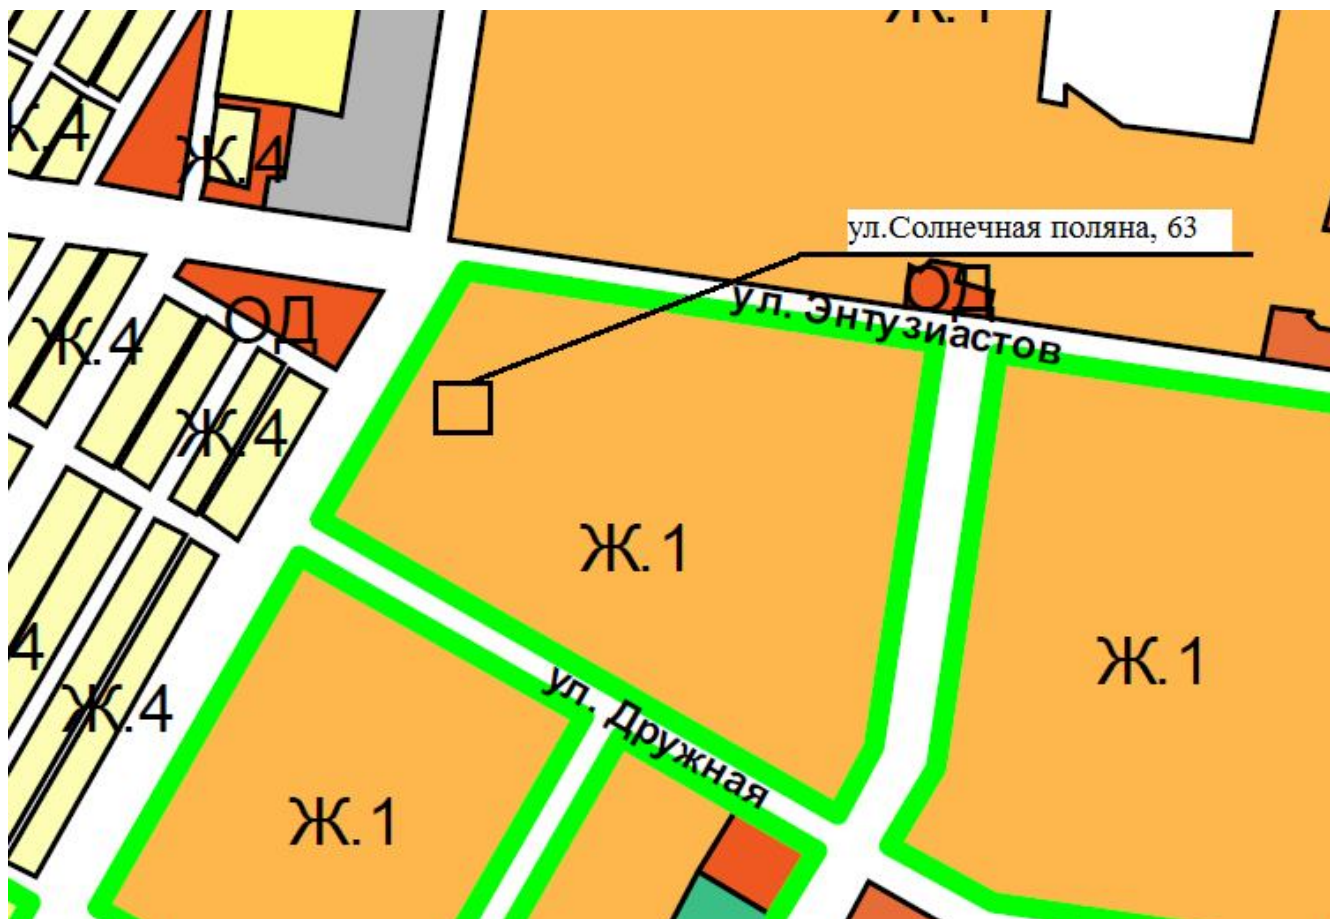 Ж.1
Ж.4
Ж.4
ул.Солнечная поляна, 63
ОД
ОД
ул. Энтузиастов
Ж.4
Ж.4
Ж.1
4
Ж.1
ул. Дружная
Ж.4
Ж.1